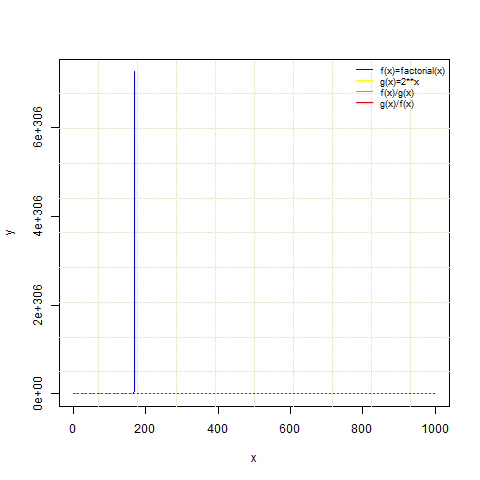 f(x)=factorial(x)
g(x)=2**x
f(x)/g(x)
g(x)/f(x)
6e+306
4e+306
2e+306
0e+00
y
0 200 400 600 800 1000
x